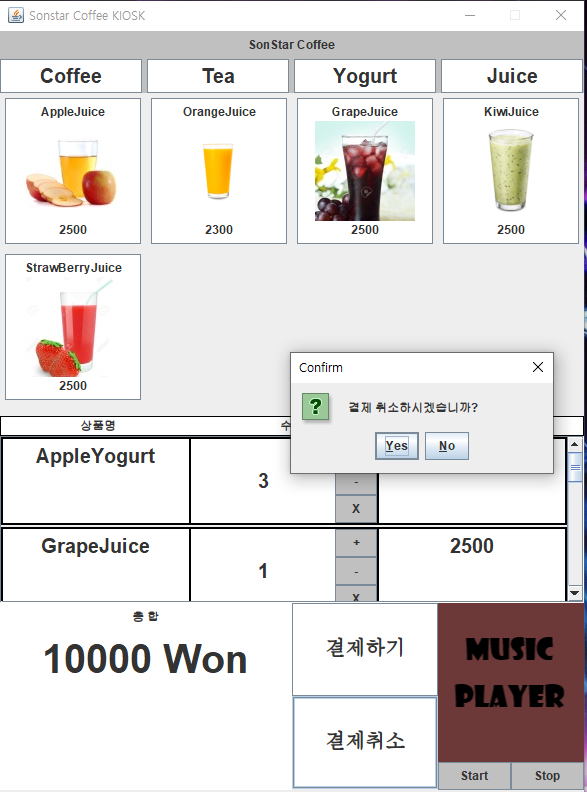 Sonstar Coffee KIOSK
SonStar Coffee
Coffee Tea Yogurt Juice
AppleJuice OrangeJuice GrapeJuice KiwiJuice
2500 2300 2500 2500
StrawBerryJuice
2500
Confirm
?
결제 취소하시겠습니까?
Yes No
상품명 수
AppleYogurt 3
-
X
GrapeJuice 1 + 2500
-
X
총 합
10000 Won
결제하기
결제취소
MUSIC
PLAYER
Start Stop